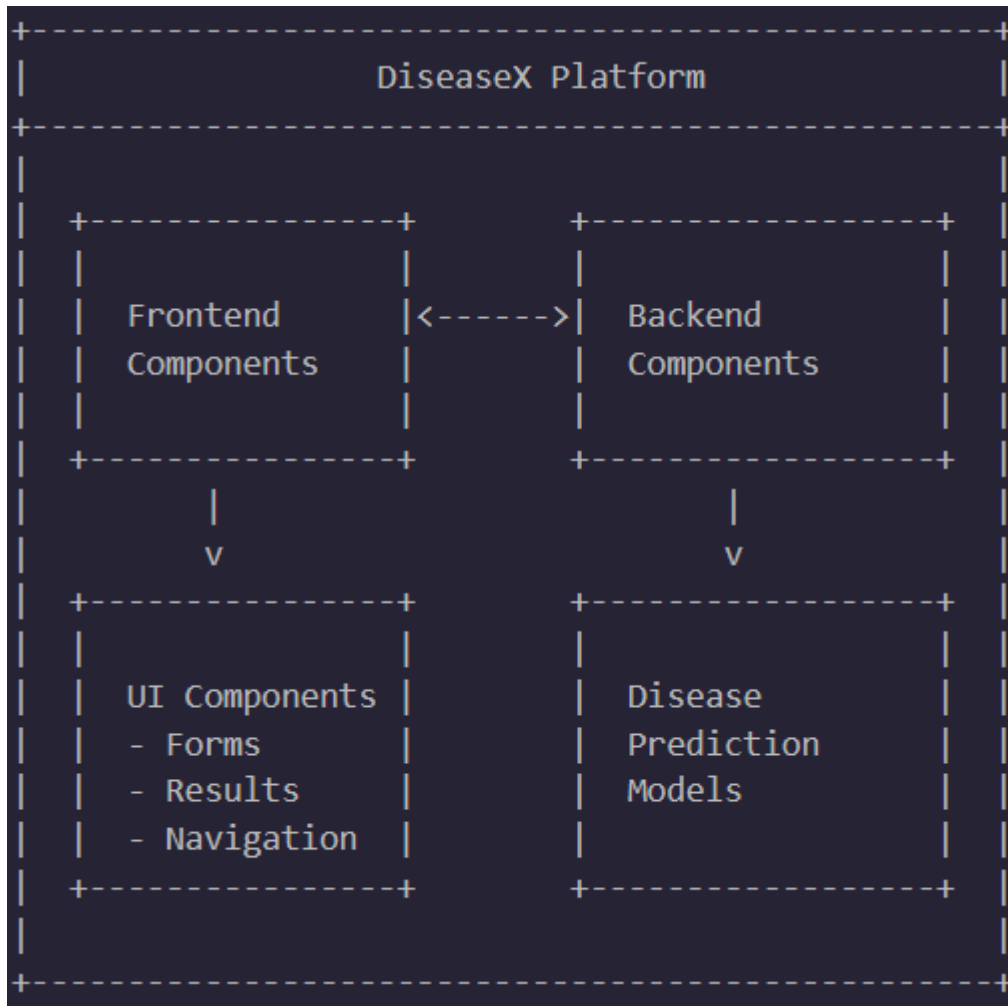 DiseaseX Platform
Frontend
Components
<------>
Backend
Components
v
v
UI Components
- Forms
- Results
- Navigation
Disease
Prediction
Models